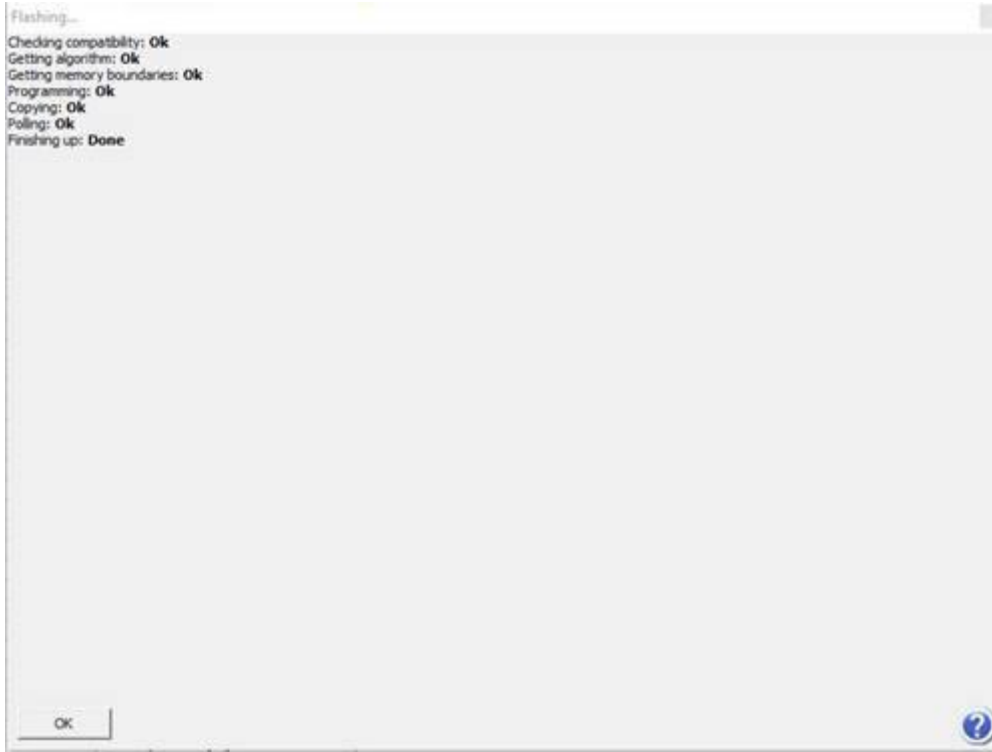 Flashing...
Checking compatibility: Ok
Getting algorithm: Ok
Getting memory boundaries: Ok
Programming: Ok
Copying: Ok
Polling: Ok
Finishing up: Done
OK
?